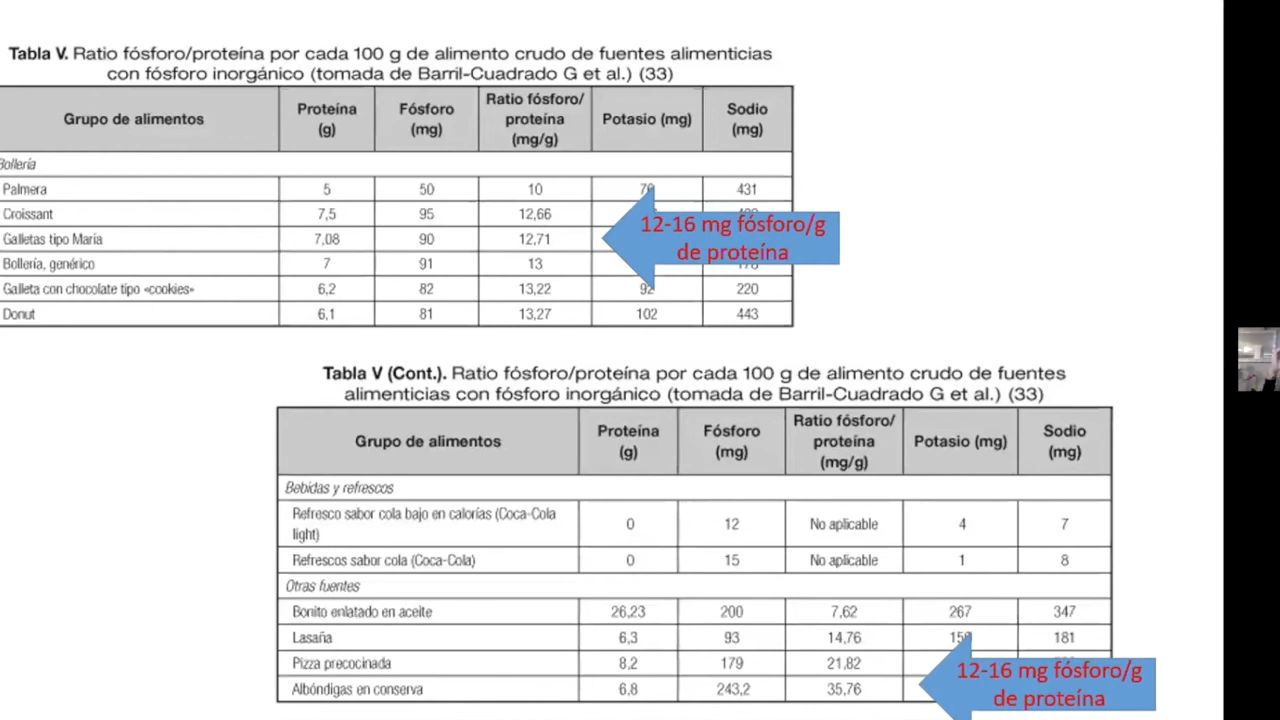 Tabla V. Ratio fósforo/proteína por cada 100 g de alimento crudo de fuentes alimenticias
con fósforo inorgánico (tomada de Barril-Cuadrado G et al.) (33)
Grupo de alimentos Proteína (g) Fósforo (mg) Ratio fósforo/ proteína (mg/g) Potasio (mg) Sodio (mg)
Bollería
Palmera 5 50 10 431
Croissant 7,5 95 12,66
Galletas tipo María 7,08 90 12,71
Bollería, genérico 7 91 13
Galleta con chocolate tipo «cookies» 6,2 82 13,22 92 220
Donut 6,1 81 13,27 102 443
12-16 mg fósforo/g
de proteína
Tabla V (Cont.). Ratio fósforo/proteína por cada 100 g de alimento crudo de fuentes
alimenticias con fósforo inorgánico (tomada de Barril-Cuadrado G et al.) (33)
Grupo de alimentos Proteína (g) Fósforo (mg) Ratio fósforo/ proteína (mg/g) Potasio (mg) Sodio (mg)
Bebidas y refrescos
Refresco sabor cola bajo en calorías (Coca-Cola
light) 0 12 No aplicable 4 7
Refrescos sabor cola (Coca-Cola) 0 15 No aplicable 1 8
Otras fuentes
Bonito enlatado en aceite 26,23 200 7,62 267 347
Lasaña 6,3 93 14,76 181
Pizza precocinada 8,2 179 21,82
Albóndigas en conserva 6,8 243,2 35,76
12-16 mg fósforo/g
de proteína